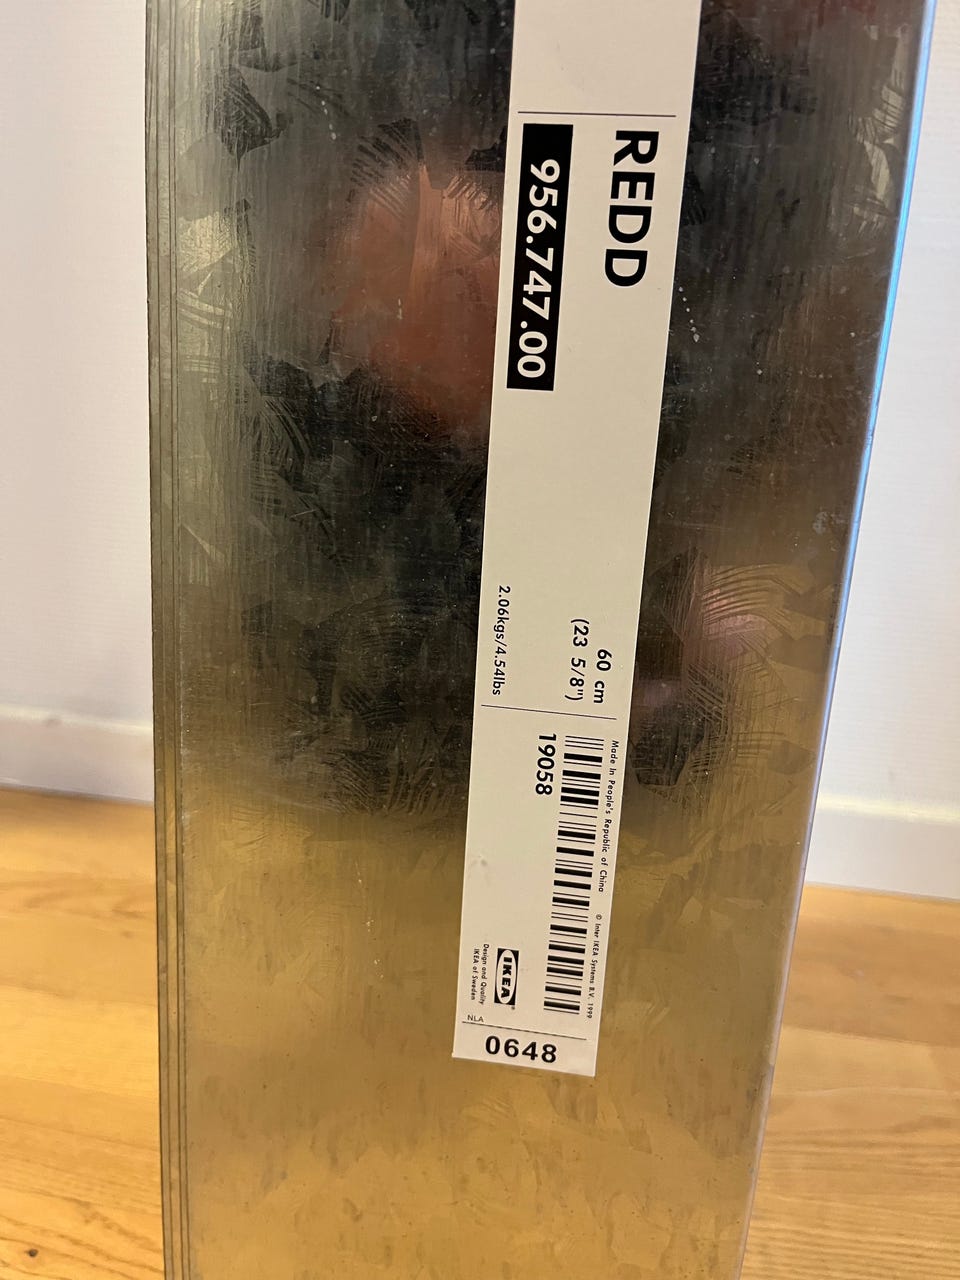 REDD
956.747.00
60 cm
(23 5/8")
2.06kgs/4.54lbs
Made in People's Republic of China © Inter IKEA Systems B.V. 1999
19058
IKEA®
Design and Quality
IKEA of Sweden
NLA
0648